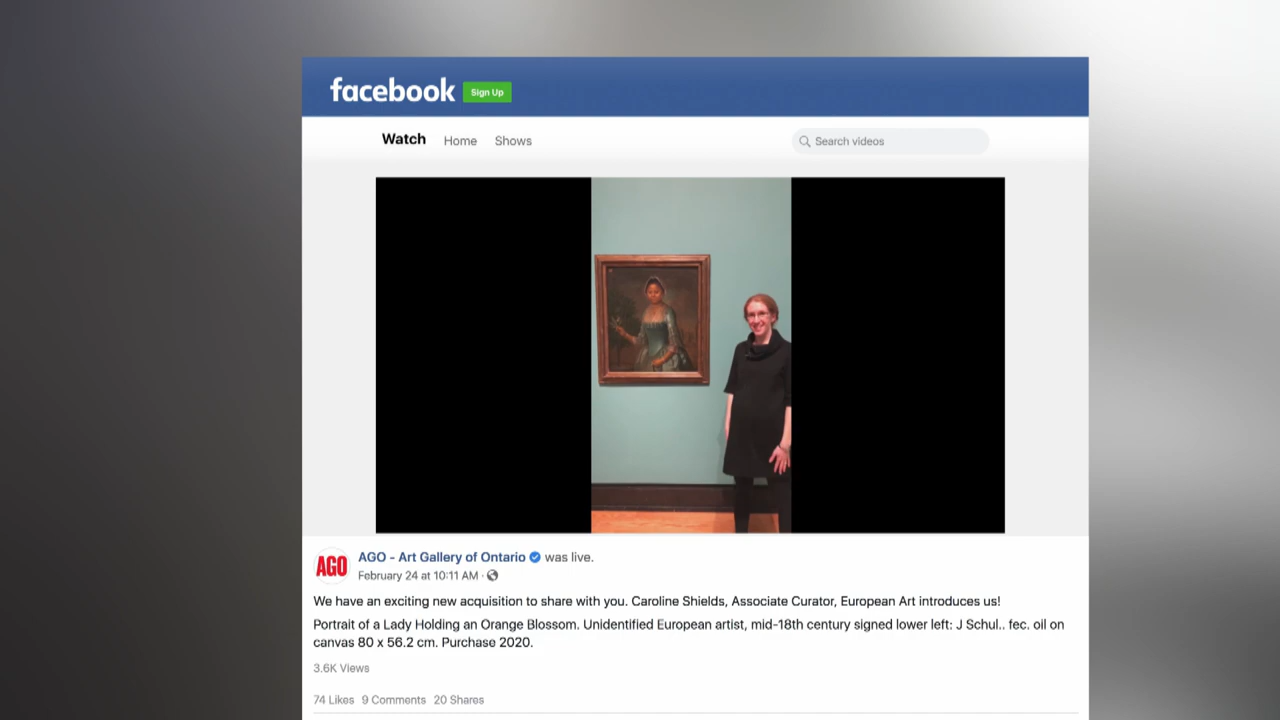 facebook Sign Up
Watch Home Shows Search videos
AGO AGO - Art Gallery of Ontario was live.
February 24 at 10:11 AM ·
We have an exciting new acquisition to share with you. Caroline Shields, Associate Curator, European Art introduces us!
Portrait of a Lady Holding an Orange Blossom. Unidentified European artist, mid-18th century signed lower left: J Schul.. fec. oil on
canvas 80 x 56.2 cm. Purchase 2020.
3.6K Views
74 Likes 9 Comments 20 Shares